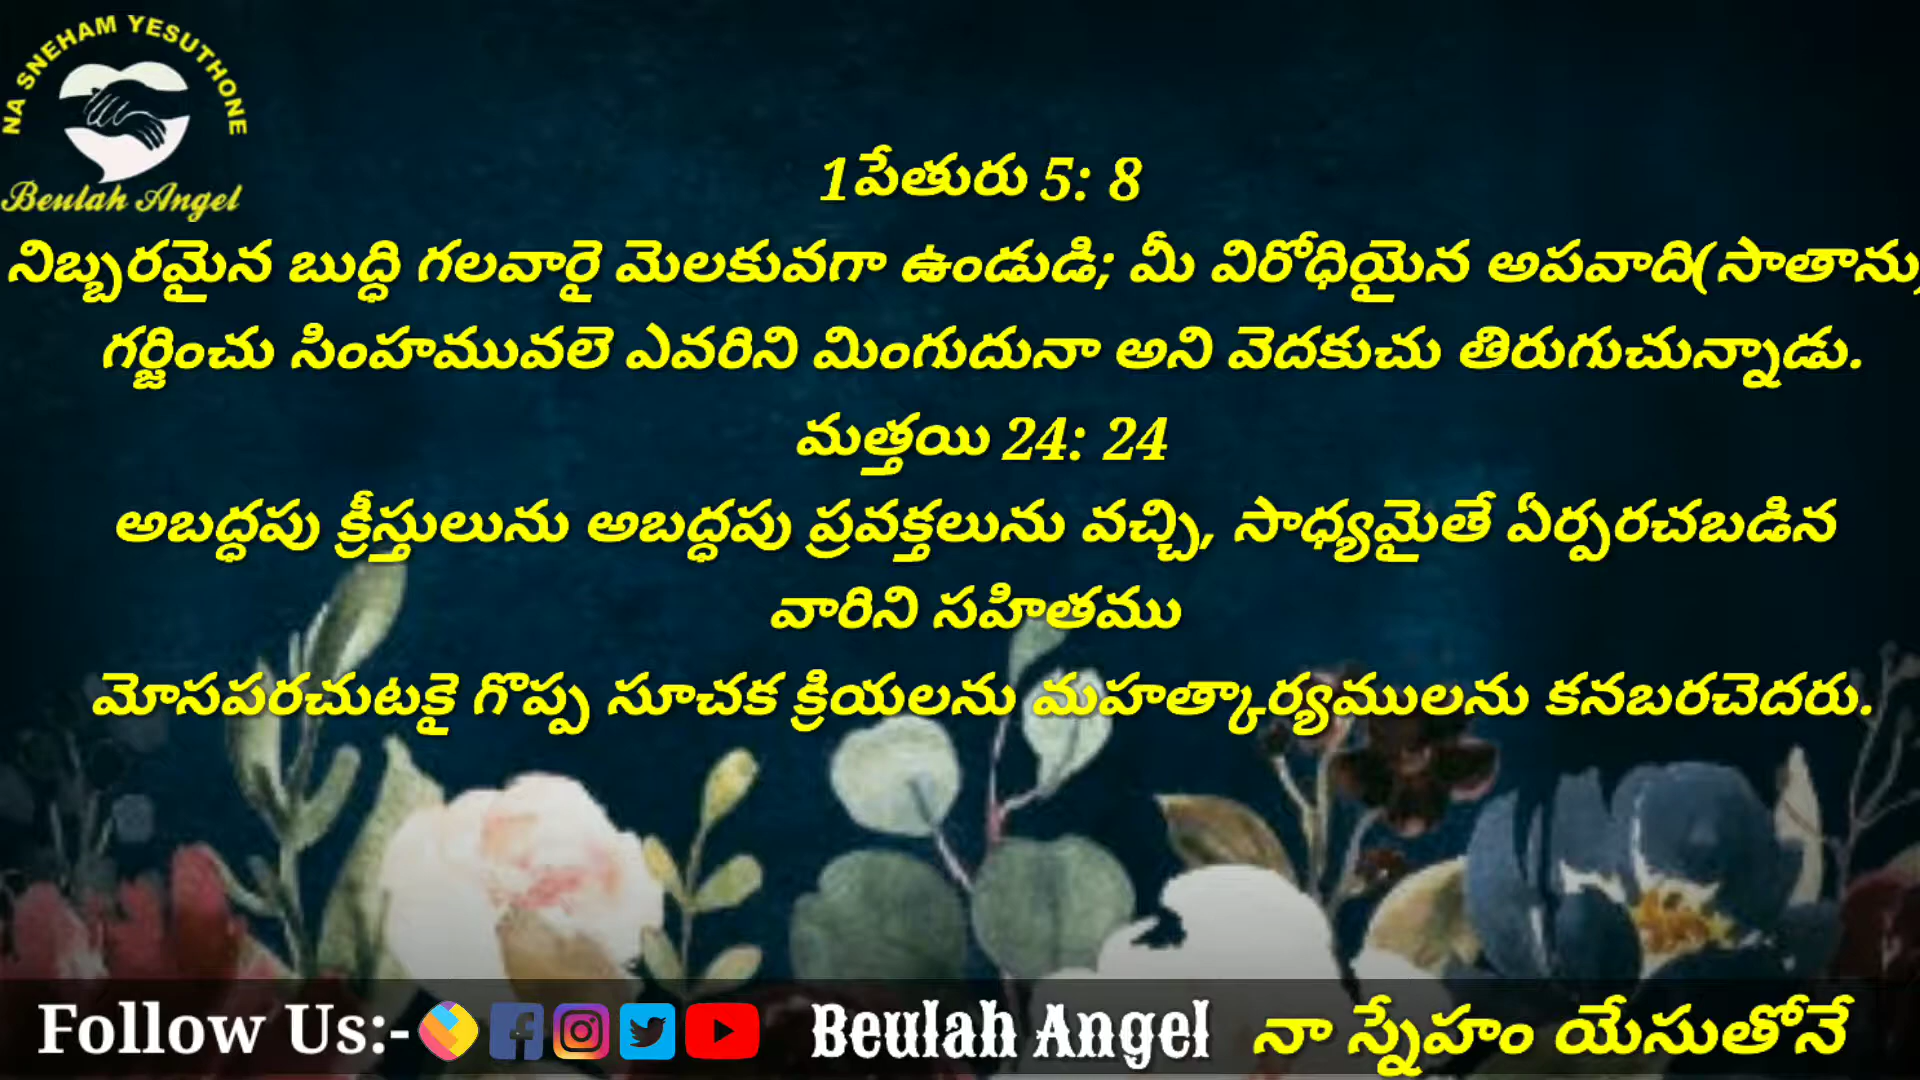 NA SNEHAM YESUTHONE
Beulah Angel
1పేతురు 5: 8
నిబ్బరమైన బుద్ధి గలవారై మెలకువగా ఉండుడి; మీ విరోధియైన అపవాది(సాతాను)
గర్జించు సింహమువలె ఎవరిని మింగుదునా అని వెదకుచు తిరుగుచున్నాడు.
మత్తయి 24: 24
అబద్ధపు క్రీస్తులును అబద్ధపు ప్రవక్తలును వచ్చి, సాధ్యమైతే ఏర్పరచబడిన
వారిని సహితము
మోసపరచుటకై గొప్ప సూచక క్రియలను మహత్కార్యములను కనబరచెదరు.
Follow Us:- Beulah Angel నా స్నేహం యేసుతోనే